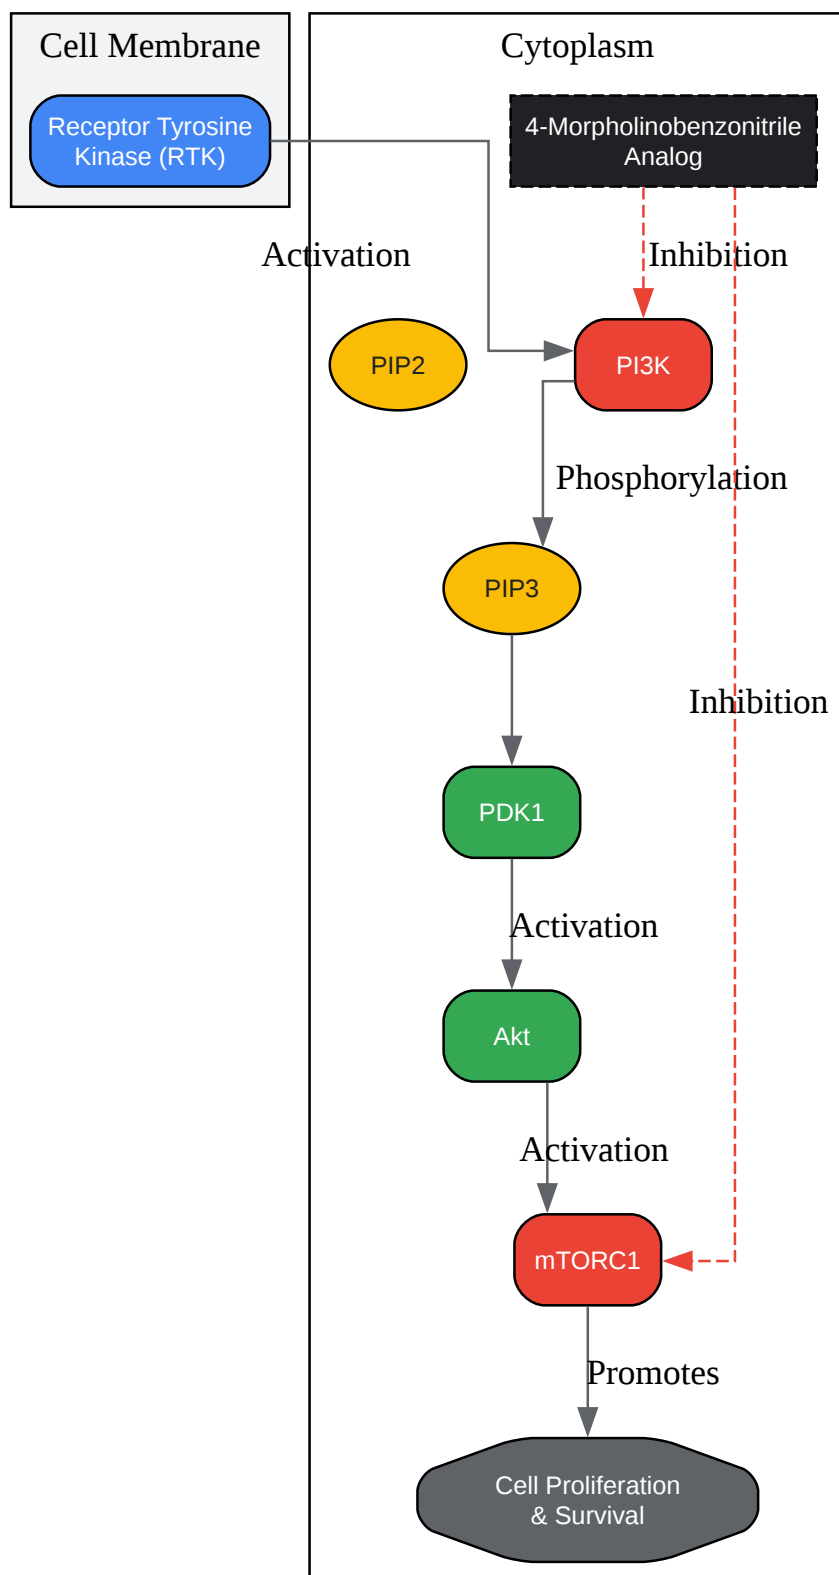 Cell Membrane
Cytoplasm
Receptor Tyrosine
Kinase (RTK)
4-Morpholinobenzonitrile
Analog
Activation
Inhibition
PIP2
PI3K
Phosphorylation
PIP3
Inhibition
PDK1
Activation
Akt
Activation
mTORC1
Promotes
Cell Proliferation
& Survival